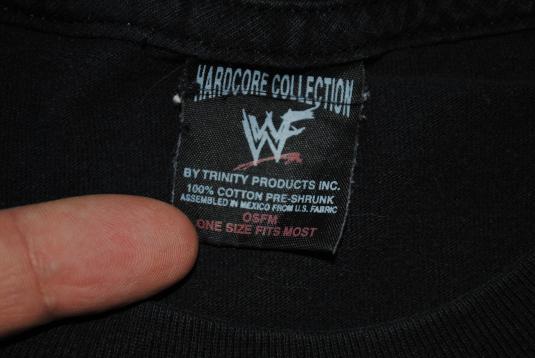 HARDCORE COLLECTION
WF
BY TRINITY PRODUCTS INC.
100% COTTON PRE-SHRUNK
ASSEMBLED IN MEXICO FROM U.S. FABRIC
OSFM
ONE SIZE FITS MOST